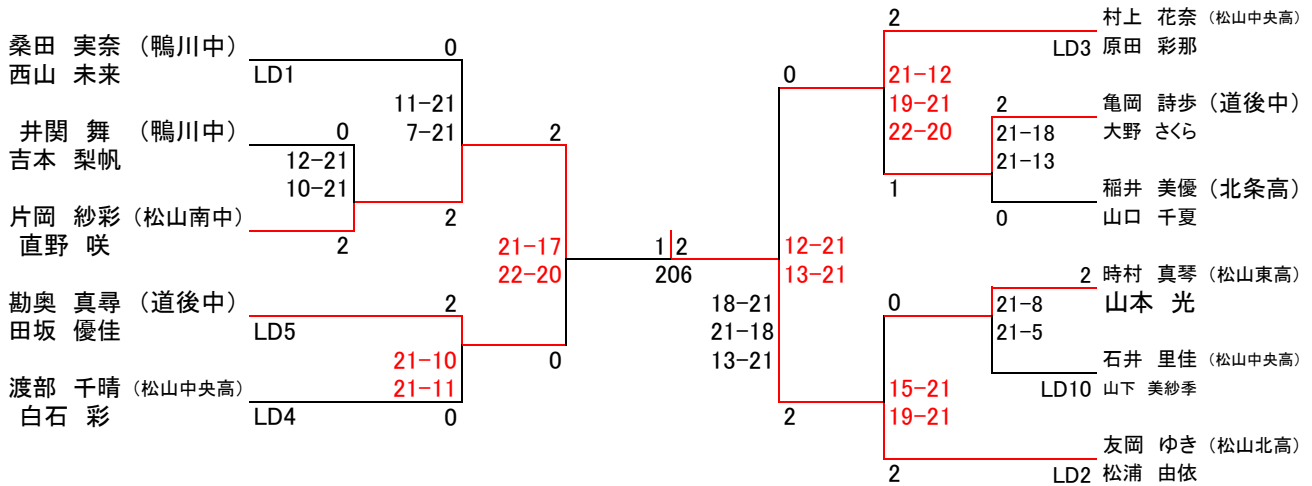 桑田 実奈 (鴨川中) 0
西山 未来 LD1
11-21
7-21
井関 舞 (鴨川中) 0
吉本 梨帆 12-21
10-21
片岡 紗彩 (松山南中) 2
直野 咲 2
2
21-17
22-20
勘奥 真尋 (道後中) 2
田坂 優佳 LD5
21-10
21-11
0
渡部 千晴 (松山中央高)
白石 彩 LD4 0
1 2
206
18-21
21-18
13-21
0
12-21
13-21
2
2 村上 花奈 (松山中央高)
LD3 原田 彩那
21-12
19-21
22-20
2 亀岡 詩歩 (道後中)
21-18 大野 さくら
21-13
1 稲井 美優 (北条高)
0 山口 千夏
2 時村 真琴 (松山東高)
0 21-8 山本 光
21-5
石井 里佳 (松山中央高)
LD10 山下 美紗季
15-21
19-21
友岡 ゆき (松山北高)
2 LD2 松浦 由依